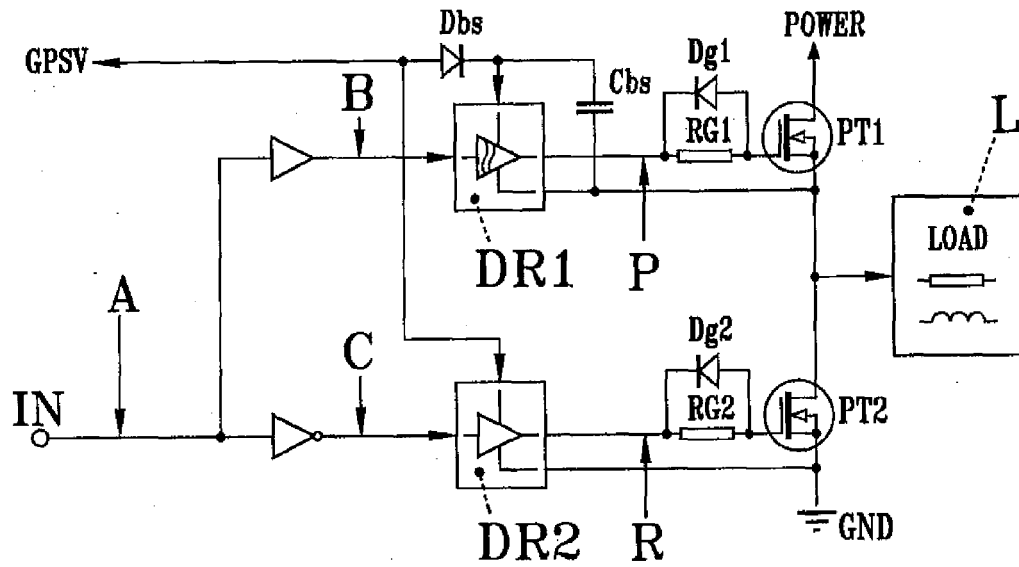 Dbs
POWER
GPSV
Dg1
Cbs
B
RG1
PT1
L
LOAD
DR1
P
A
Dg2
C
IN
RG2
PT2
DR2
R
GND